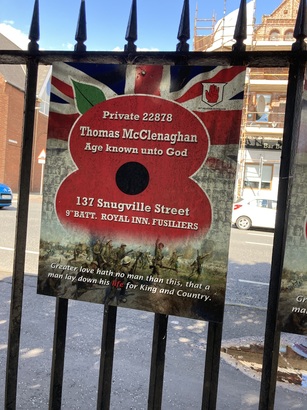 Private 22878
Thomas McClenaghan
Age known unto God
137 Snugville Street
9TH BATT. ROYAL INN. FUSILIERS
Greater love hath no man than this, that a
man lay down his life for King and Country.